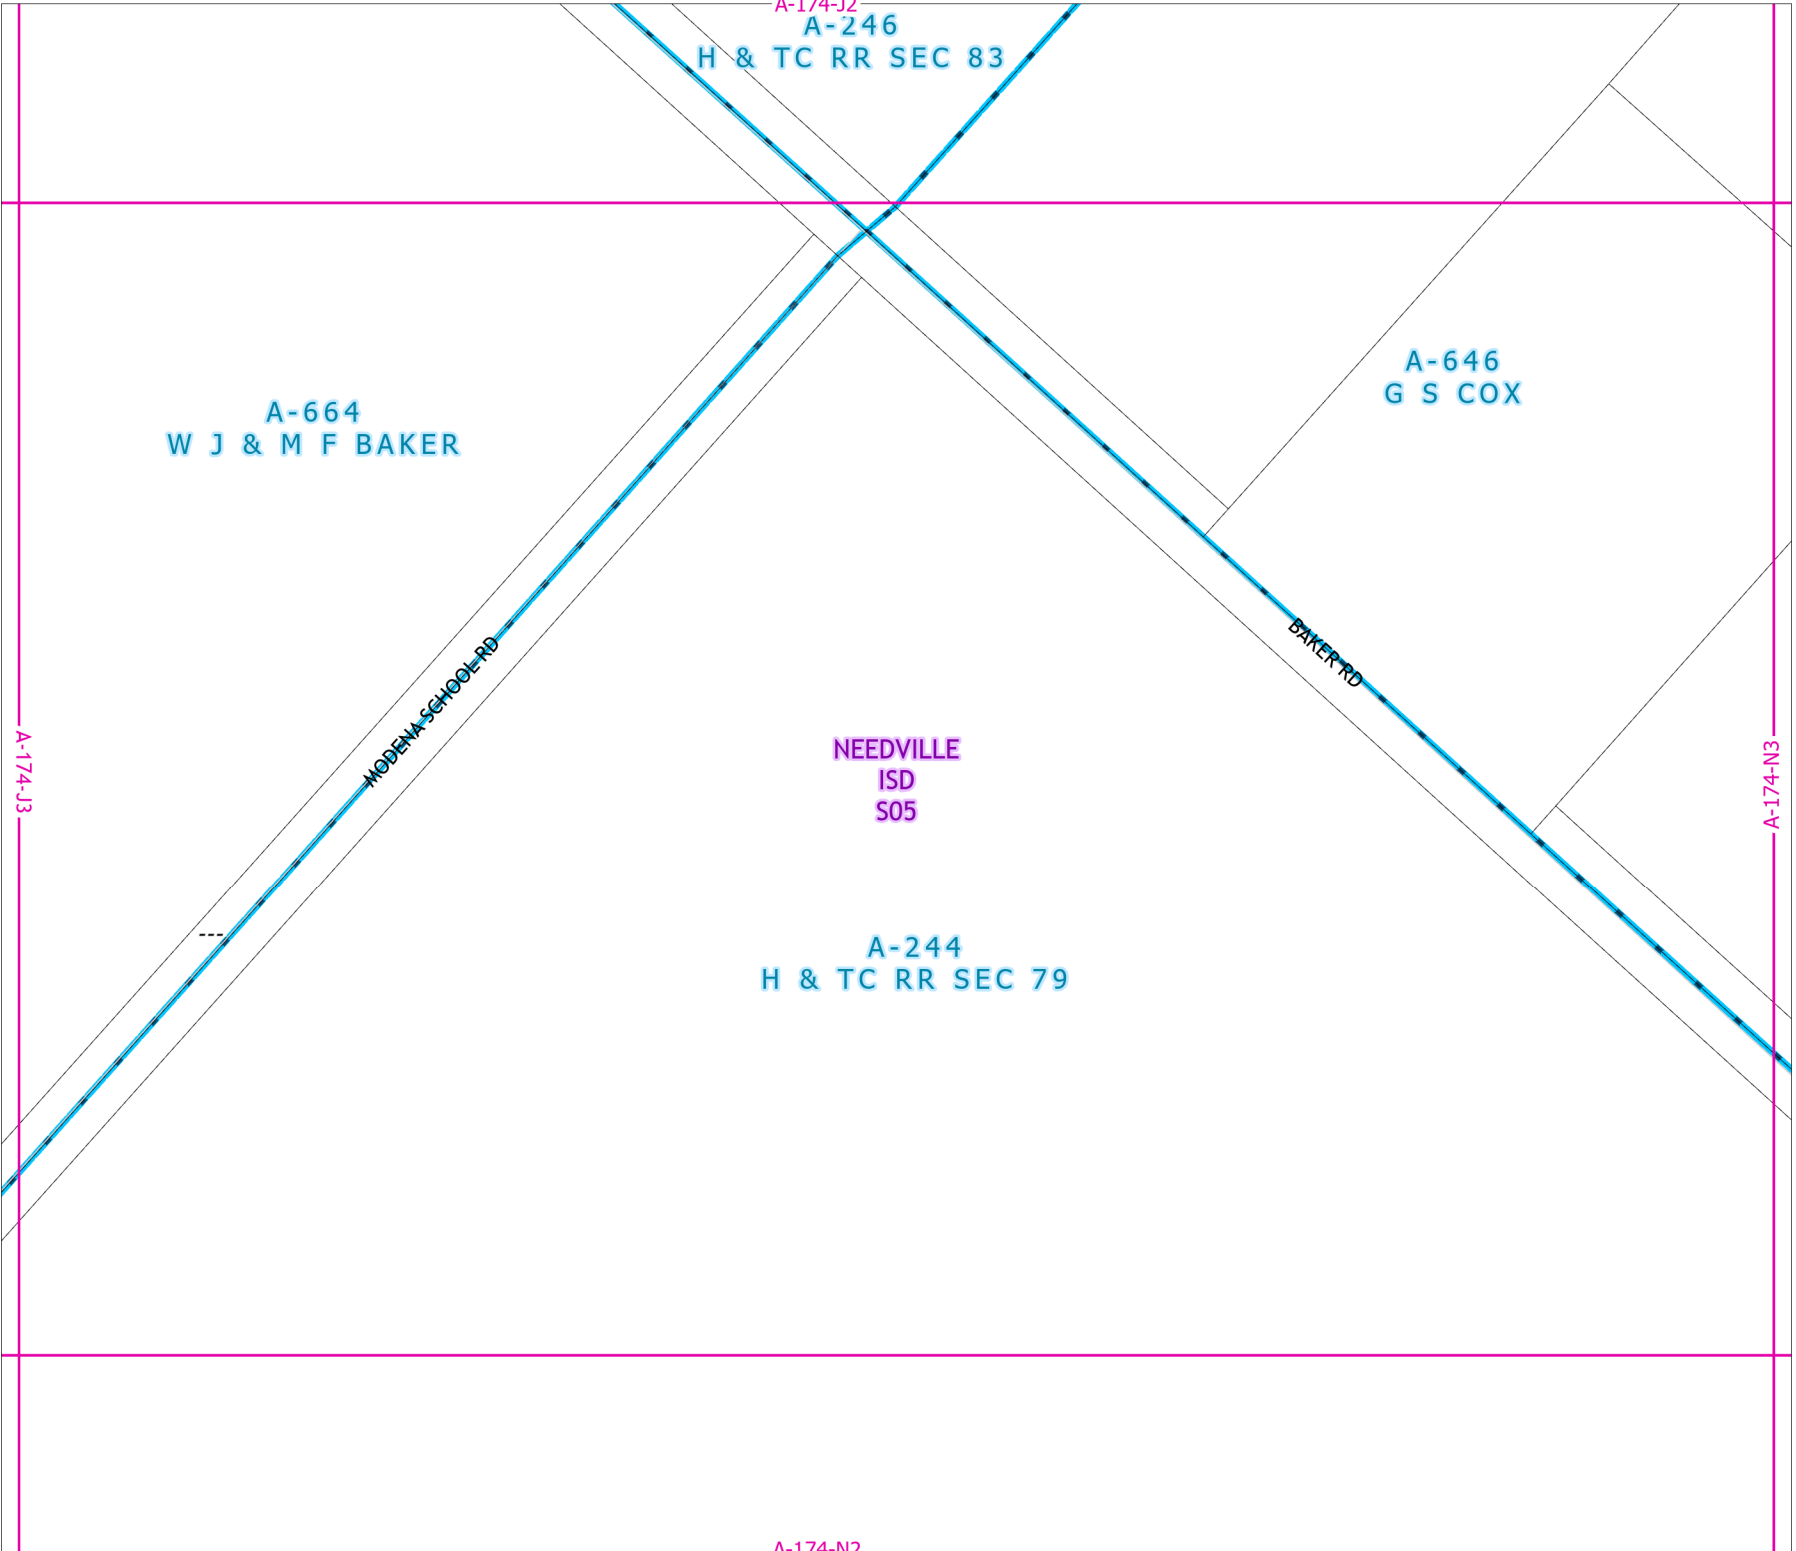 A-174-J2
A-246
H & TC RR SEC 83
A-646
G S COX
A-664
W J & M F BAKER
BAKER RD
MODENA SCHOOL RD
NEEDVILLE
ISD
S05
A-174-J3
A-174-N3
---
A-244
H & TC RR SEC 79
A-174-N2